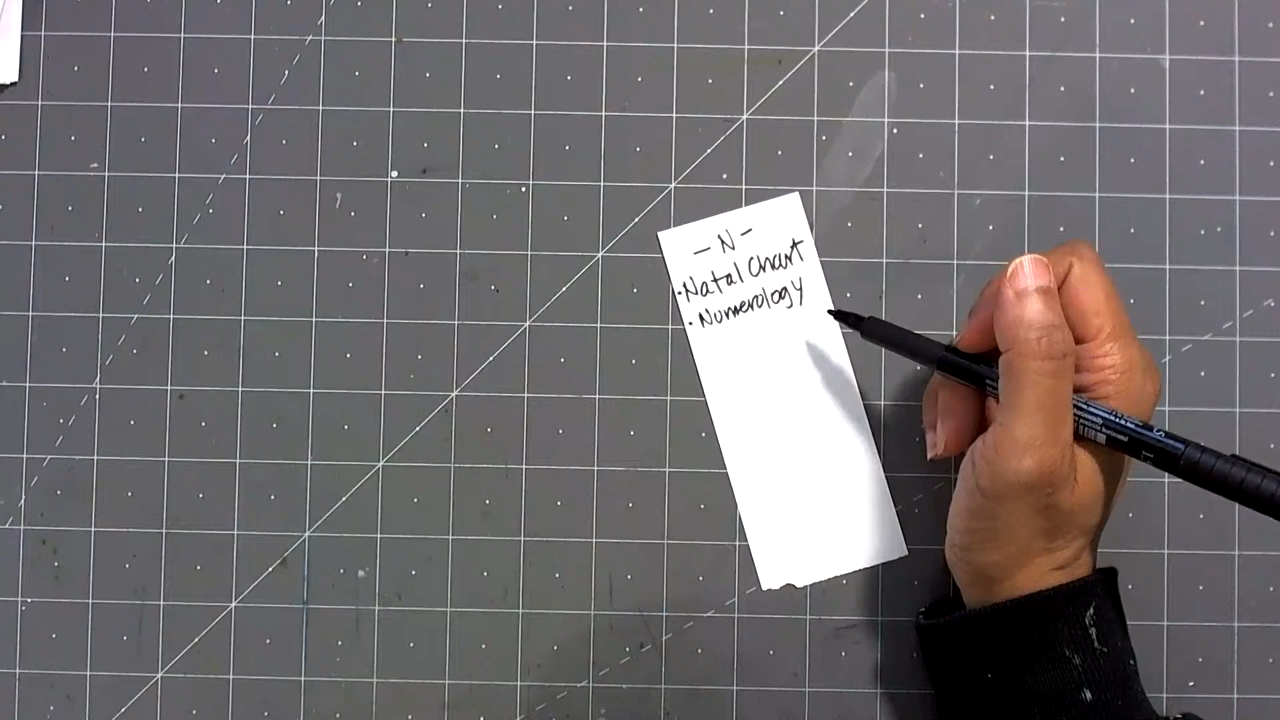 – N –
· Natal Chart
· Numerology